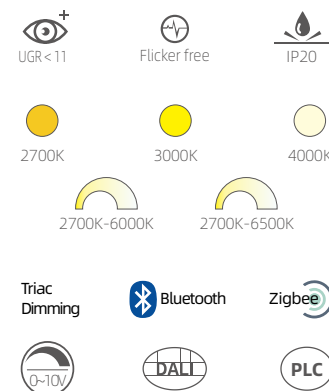 UGR<11
Flicker free
IP20
2700K
3000K
4000K
2700K-6000K
2700K-6500K
Triac
Dimming
Bluetooth
Zigbee
0~10V
DALI
PLC